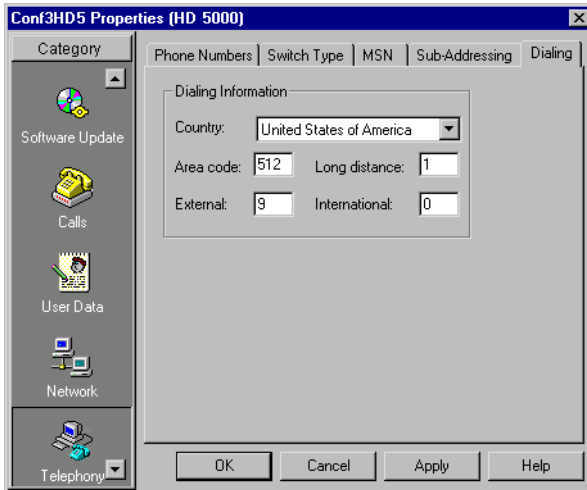 Conf3HD5 Properties (HD 5000)
Category
Phone Numbers Switch Type MSN Sub-Addressing Dialing
Software Update
Calls
User Data
Network
Telephony
Dialing Information
Country: United States of America
Area code: 512 Long distance: 1
External: 9 International: 0
OK Cancel Apply Help